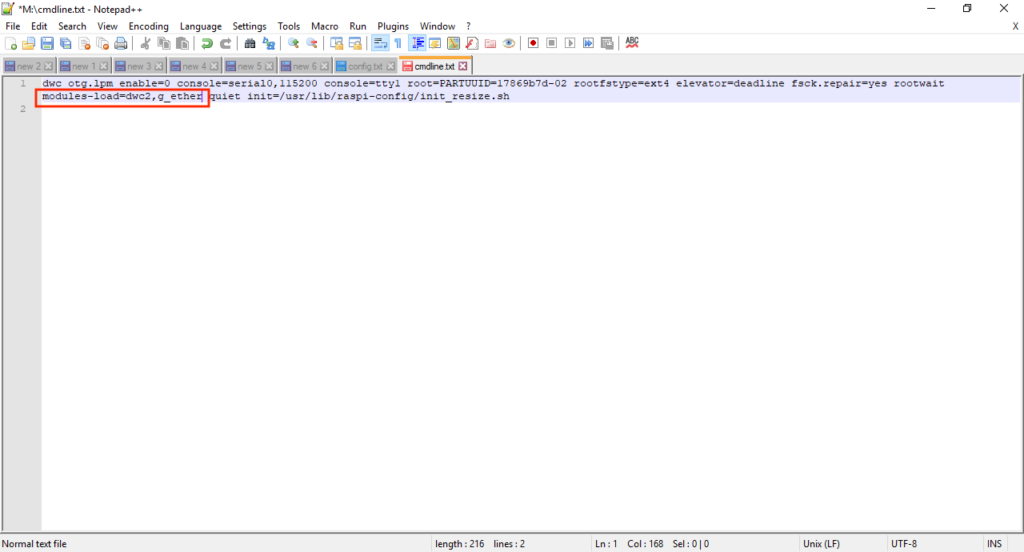 *M:\cmdline.txt - Notepad++
File Edit Search View Encoding Language Settings Tools Macro Run Plugins Window ? X
new 2 new 1 new 3 new 4 new 5 new 6 config.txt cmdline.txt
1 dwc_otg.lpm_enable=0 console=serial0,115200 console=tty1 root=PARTUUID=17869b7d-02 rootfstype=ext4 elevator=deadline fsck.repair=yes rootwait
modules-load=dwc2,g_ether quiet init=/usr/lib/raspi-config/init_resize.sh
2
Normal text file length : 216 lines : 2 Ln : 1 Col : 168 Sel : 0 | 0 Unix (LF) UTF-8 INS